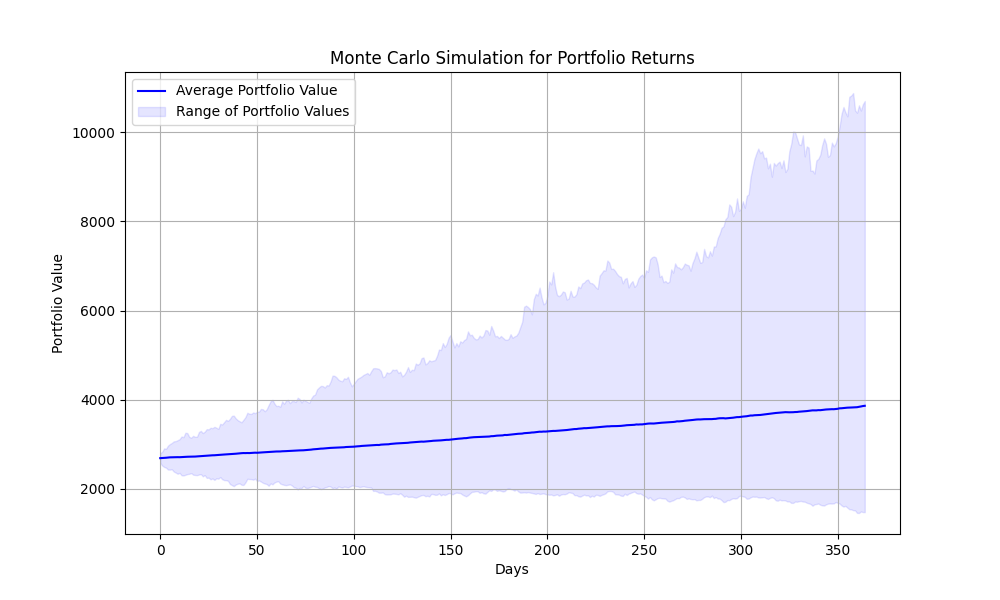 Monte Carlo Simulation for Portfolio Returns
Average Portfolio Value
Range of Portfolio Values
Portfolio Value
10000
8000
6000
4000
2000
0 50 100 150 200 250 300 350
Days